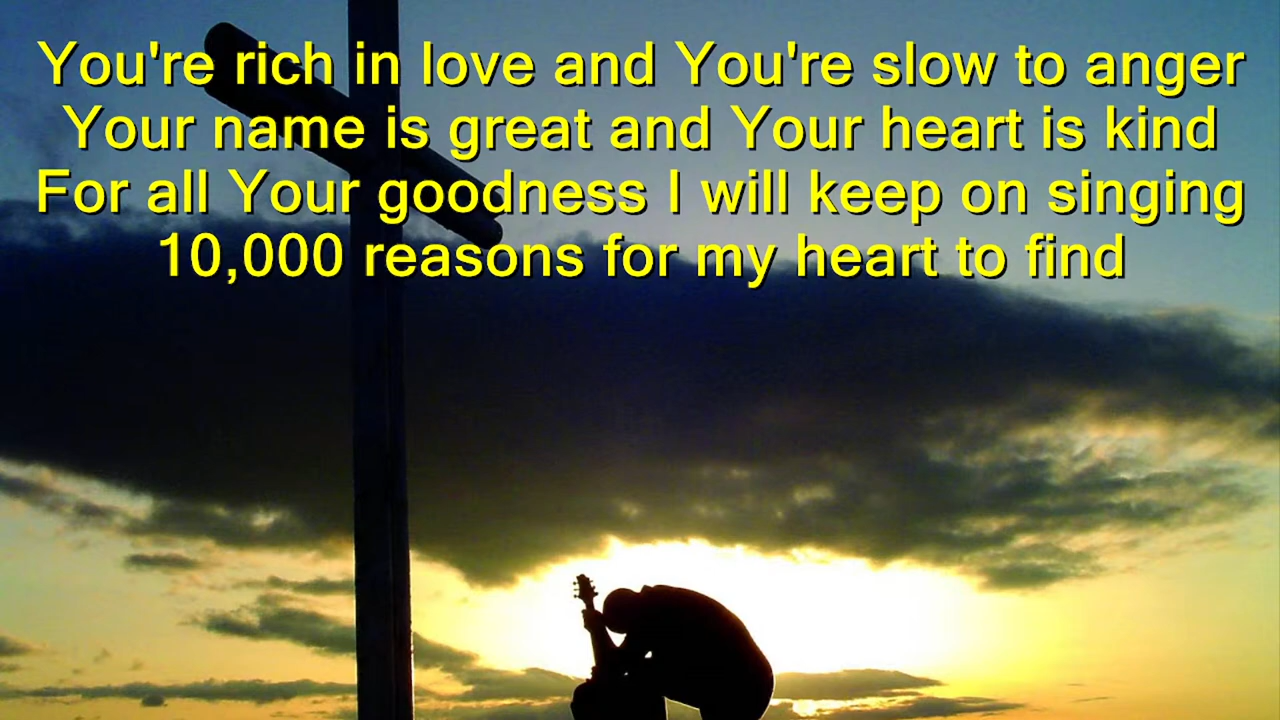 You're rich in love and You're slow to anger
Your name is great and Your heart is kind
For all Your goodness I will keep on singing
10,000 reasons for my heart to find